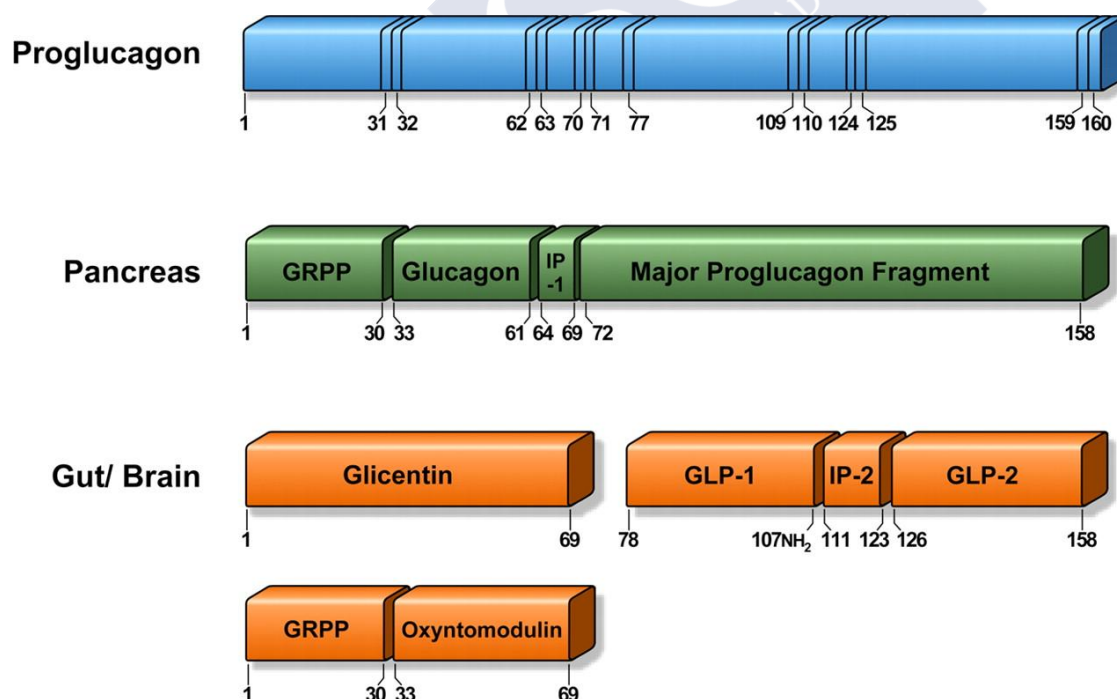 Proglucagon
1 31 32 62 63 70 71 77 109 110 124 125 159 160
Pancreas
GRPP Glucagon IP
-1 Major Proglucagon Fragment
1 30 33 61 64 69 72 158
Gut/ Brain
Glicentin GLP-1 IP-2 GLP-2
1 69 78 107NH₂ 111 123 126 158
GRPP Oxyntomodulin
1 30 33 69